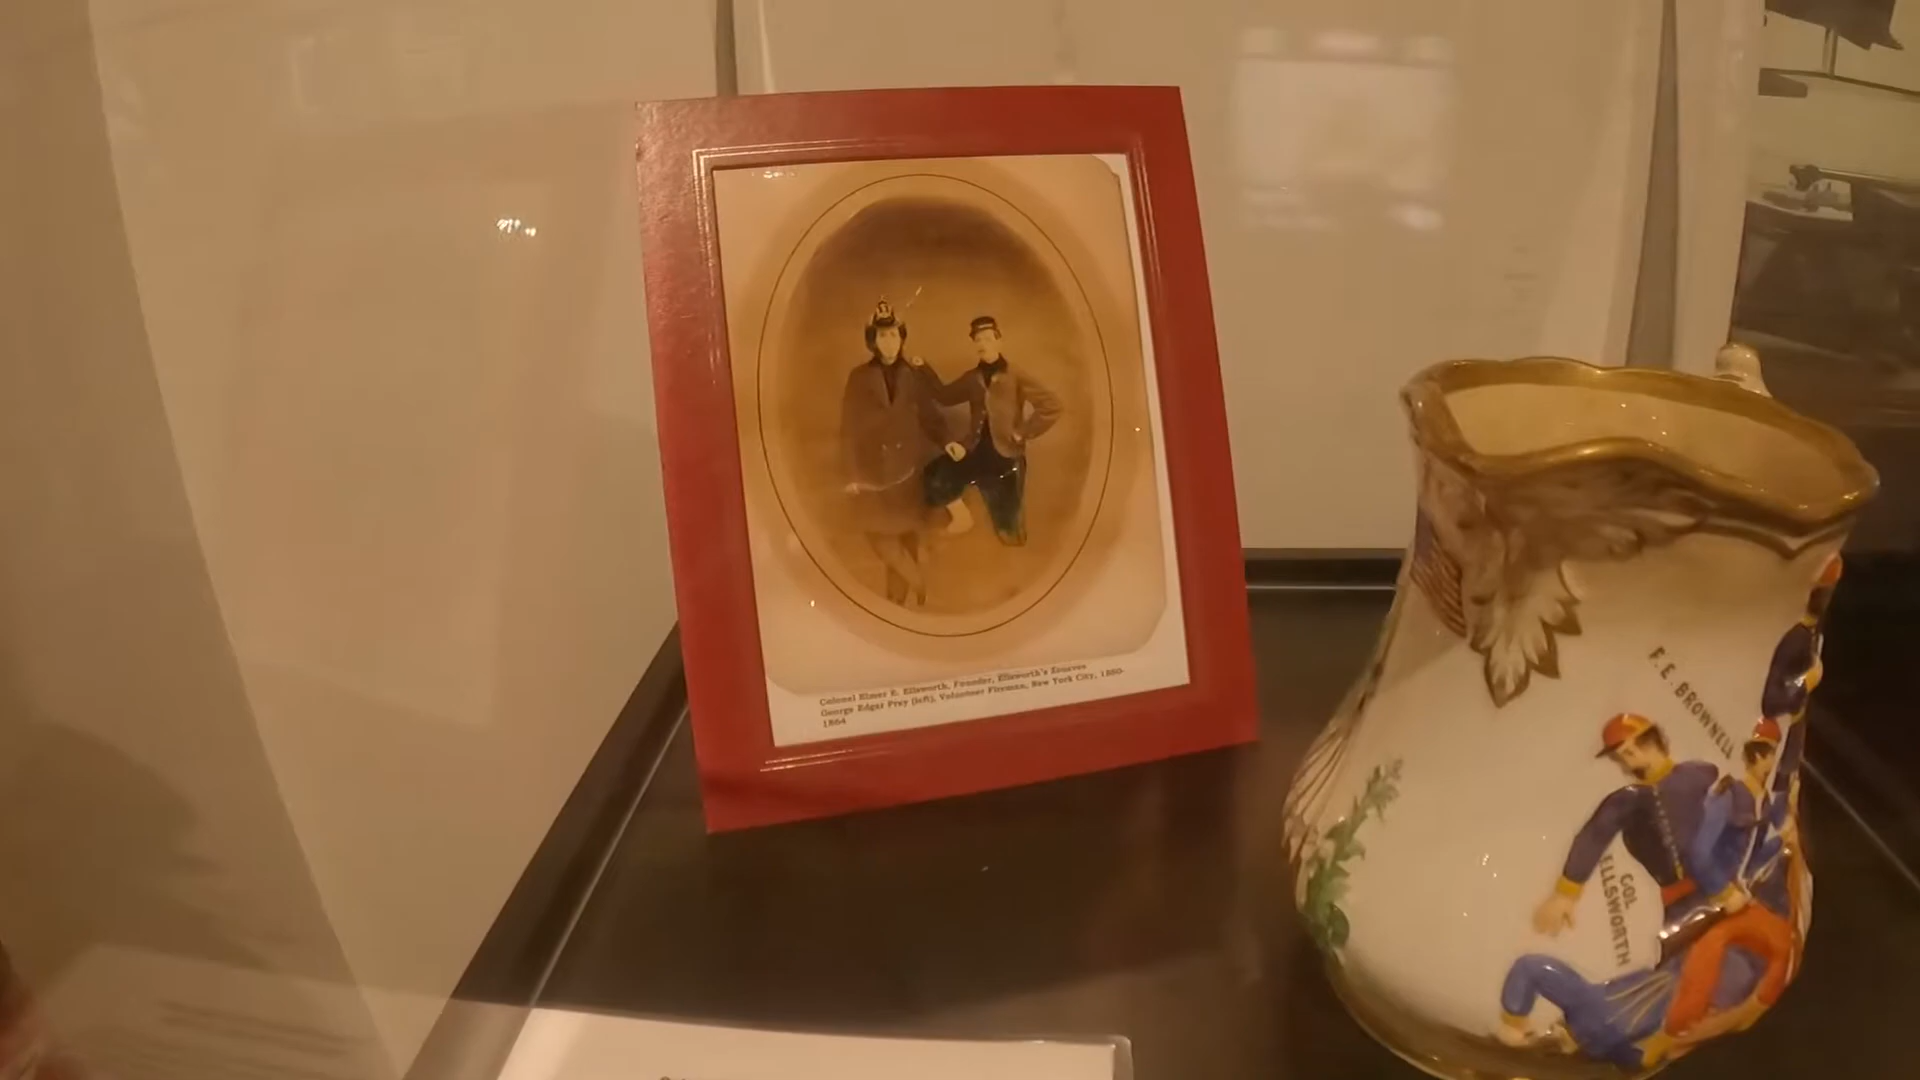 Colonel Elmer E. Ellsworth, Founder, Ellsworth's Zouaves
George Edgar Prey (left), Volunteer Fireman, New York City, 1860-
1864
F. E. BROWNELL
COL
ELLSWORTH